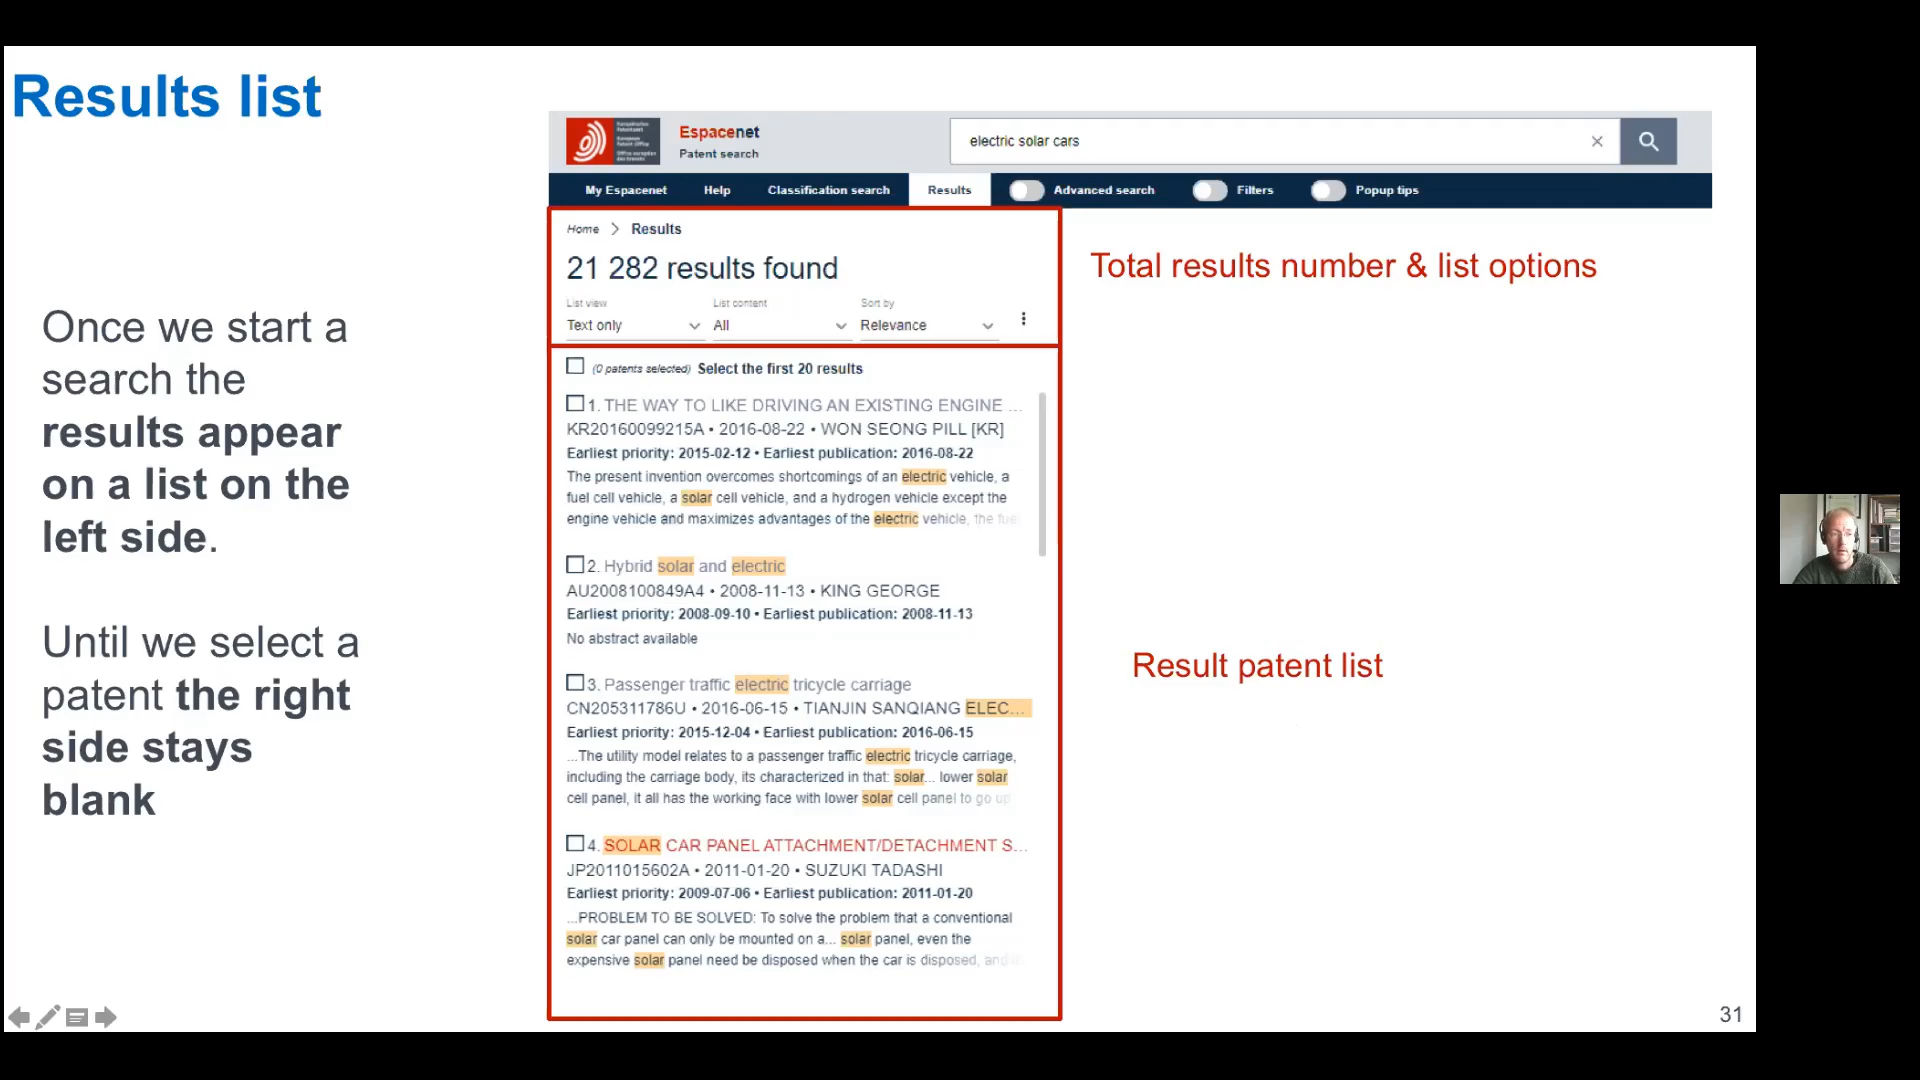 Results list
Once we start a
search the
results appear
on a list on the
left side.
Until we select a
patent the right
side stays
blank
Espacenet
Patent search
electric solar cars
My Espacenet
Help
Classification search
Results
Advanced search
Filters
Popup tips
Home
Results
21 282 results found
List view
List content
Sort by
Text only
All
Relevance
(0 patents selected) Select the first 20 results
1. THE WAY TO LIKE DRIVING AN EXISTING ENGINE ...
KR20160099215A • 2016-08-22 • WON SEONG PILL [KR]
Earliest priority: 2015-02-12 • Earliest publication: 2016-08-22
The present invention overcomes shortcomings of an electric vehicle, a
fuel cell vehicle, a solar cell vehicle, and a hydrogen vehicle except the
engine vehicle and maximizes advantages of the electric vehicle, the fue
2. Hybrid solar and electric
AU2008100849A4 • 2008-11-13 • KING GEORGE
Earliest priority: 2008-09-10 • Earliest publication: 2008-11-13
No abstract available
3. Passenger traffic electric tricycle carriage
CN205311786U • 2016-06-15 • TIANJIN SANQIANG ELEC...
Earliest priority: 2015-12-04 • Earliest publication: 2016-06-15
...The utility model relates to a passenger traffic electric tricycle carriage,
including the carriage body, its characterized in that: solar... lower solar
cell panel, it all has the working face with lower solar cell panel to go up
4. SOLAR CAR PANEL ATTACHMENT/DETACHMENT S...
JP2011015602A • 2011-01-20 • SUZUKI TADASHI
Earliest priority: 2009-07-06 • Earliest publication: 2011-01-20
...PROBLEM TO BE SOLVED: To solve the problem that a conventional
solar car panel can only be mounted on a... solar panel, even the
expensive solar panel need be disposed when the car is disposed, and
Total results number & list options
Result patent list
31